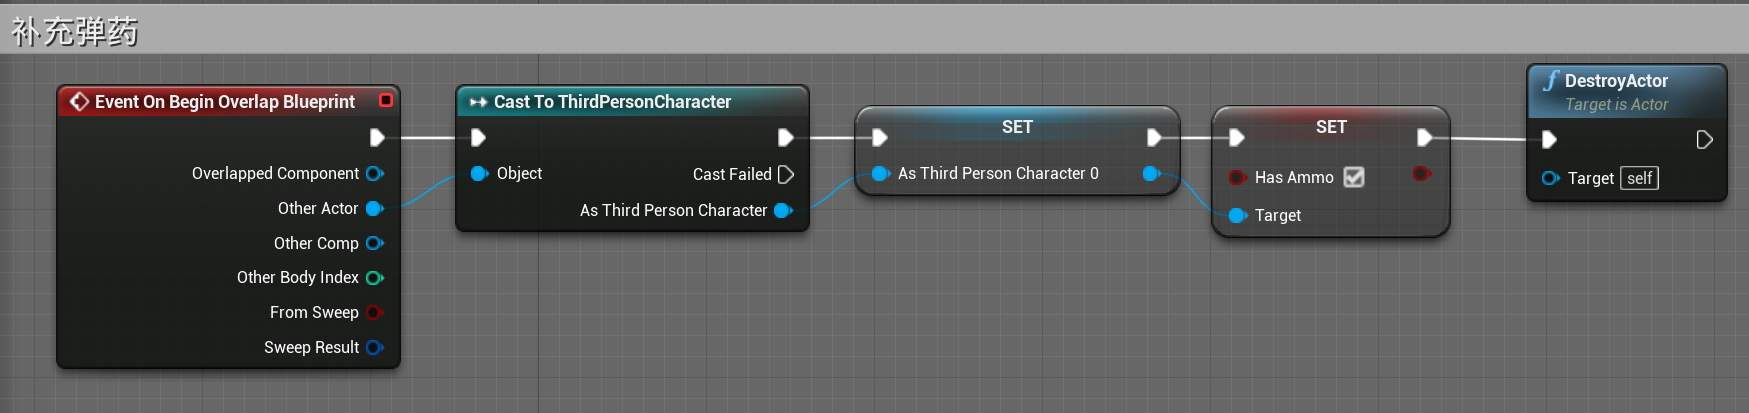 补充弹药
Event On Begin Overlap Blueprint
Overlapped Component
Other Actor
Other Comp
Other Body Index
From Sweep
Sweep Result
Cast To ThirdPersonCharacter
Object
Cast Failed
As Third Person Character
SET
As Third Person Character 0
SET
Has Ammo
Target
f DestroyActor
Target is Actor
Target self